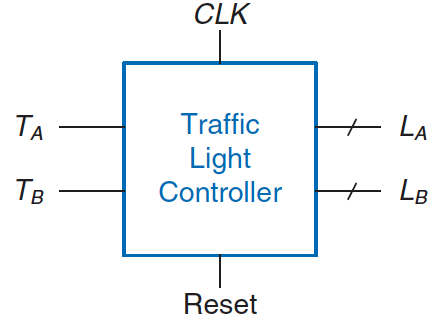 CLK
T_A
Traffic
Light
Controller
L_A
T_B
L_B
Reset